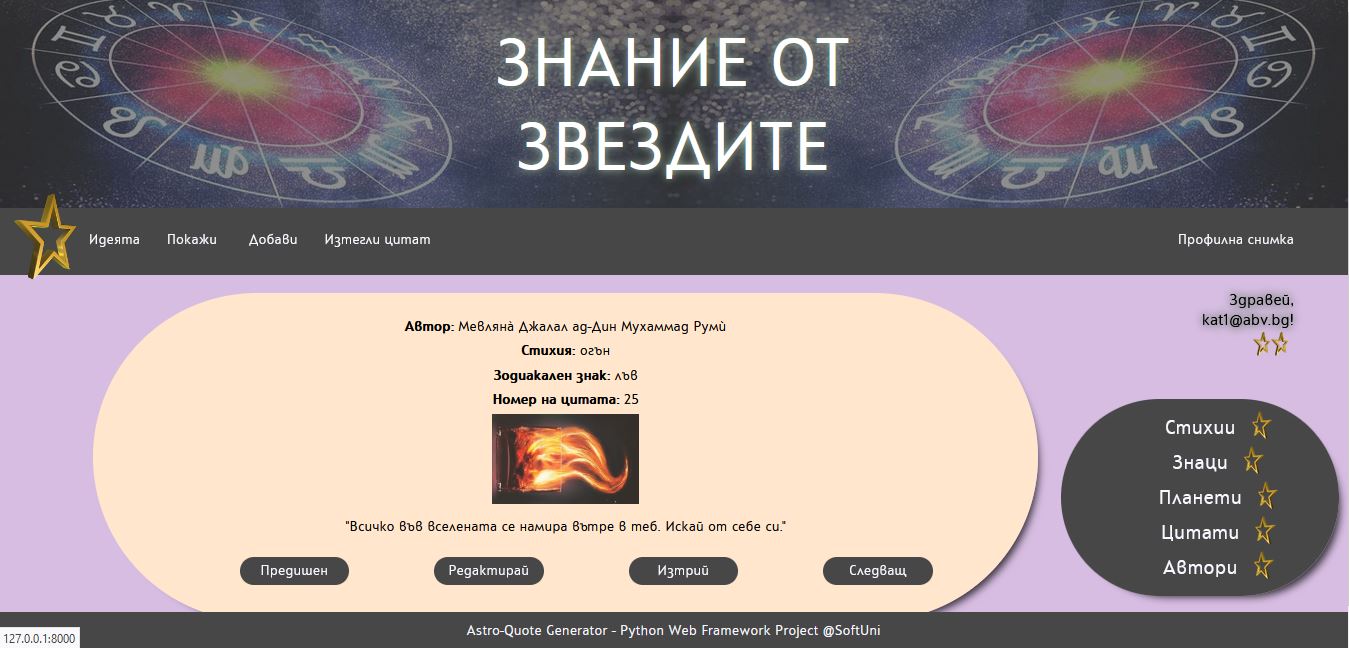 ЗНАНИЕ ОТ
ЗВЕЗДИТЕ
Идеята Покажи Добави Изтегли цитат Профилна снимка
Здравей,
kat1@abv.bg!
Автор: Мевляна̀ Джалал ад-Дин Мухаммад Румѝ
Стихия: огън
Зодиакален знак: лъв
Номер на цитата: 25
"Всичко във вселената се намира вътре в теб. Искай от себе си."
Предишен Редактирай Изтрий Следващ
Стихии
Знаци
Планети
Цитати
Автори
Astro-Quote Generator - Python Web Framework Project @SoftUni
127.0.0.1:8000